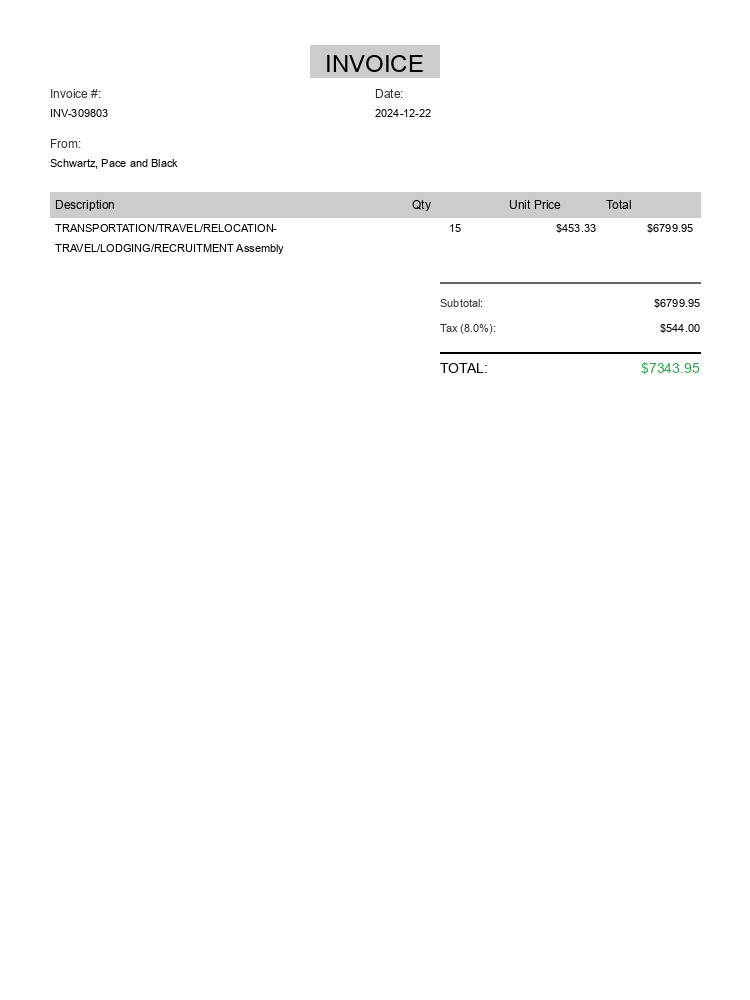 INVOICE
Invoice #: Date:
INV-309803 2024-12-22
From:
Schwartz, Pace and Black
Description Qty Unit Price Total
TRANSPORTATION/TRAVEL/RELOCATION- 15 $453.33 $6799.95
TRAVEL/LODGING/RECRUITMENT Assembly
Subtotal: $6799.95
Tax (8.0%): $544.00
TOTAL: $7343.95